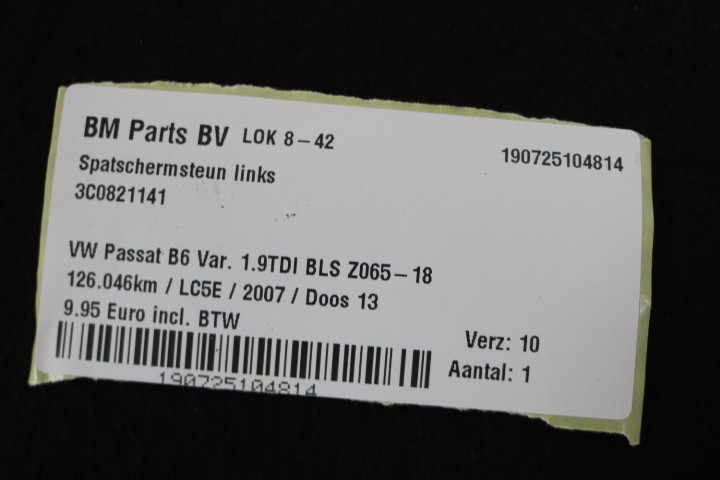 BM Parts BV LOK 8-42
190725104814
Spatschermsteun links
3C0821141
VW Passat B6 Var. 1.9TDI BLS Z065-18
126.046km / LC5E / 2007 / Doos 13
9.95 Euro incl. BTW
Verz: 10
Aantal: 1
190725104814